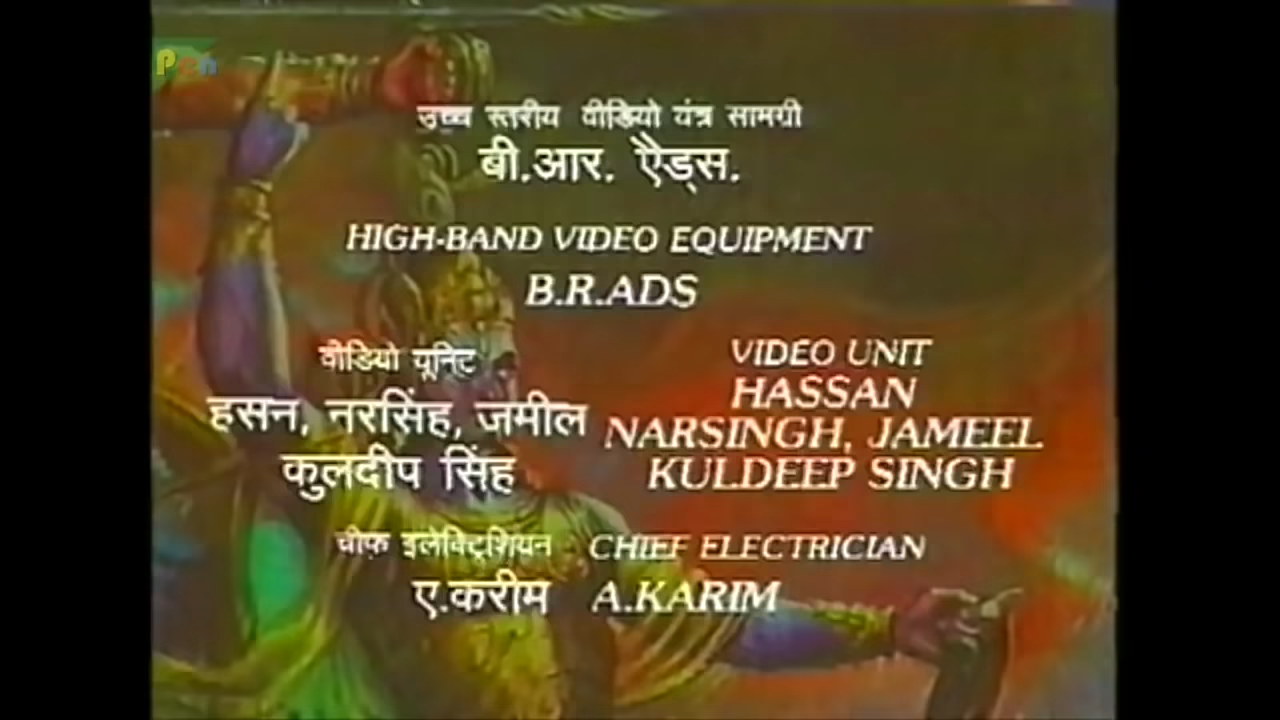 Pen
उच्च स्तरीय वीडियो यंत्र सामग्री
बी.आर. ऐड्स.
HIGH-BAND VIDEO EQUIPMENT
B.R.ADS
वीडियो यूनिट
हसन, नरसिंह, जमील
कुलदीप सिंह
VIDEO UNIT
HASSAN
NARSINGH, JAMEEL
KULDEEP SINGH
चीफ इलेक्ट्रिशियन
ए.करीम
CHIEF ELECTRICIAN
A.KARIM